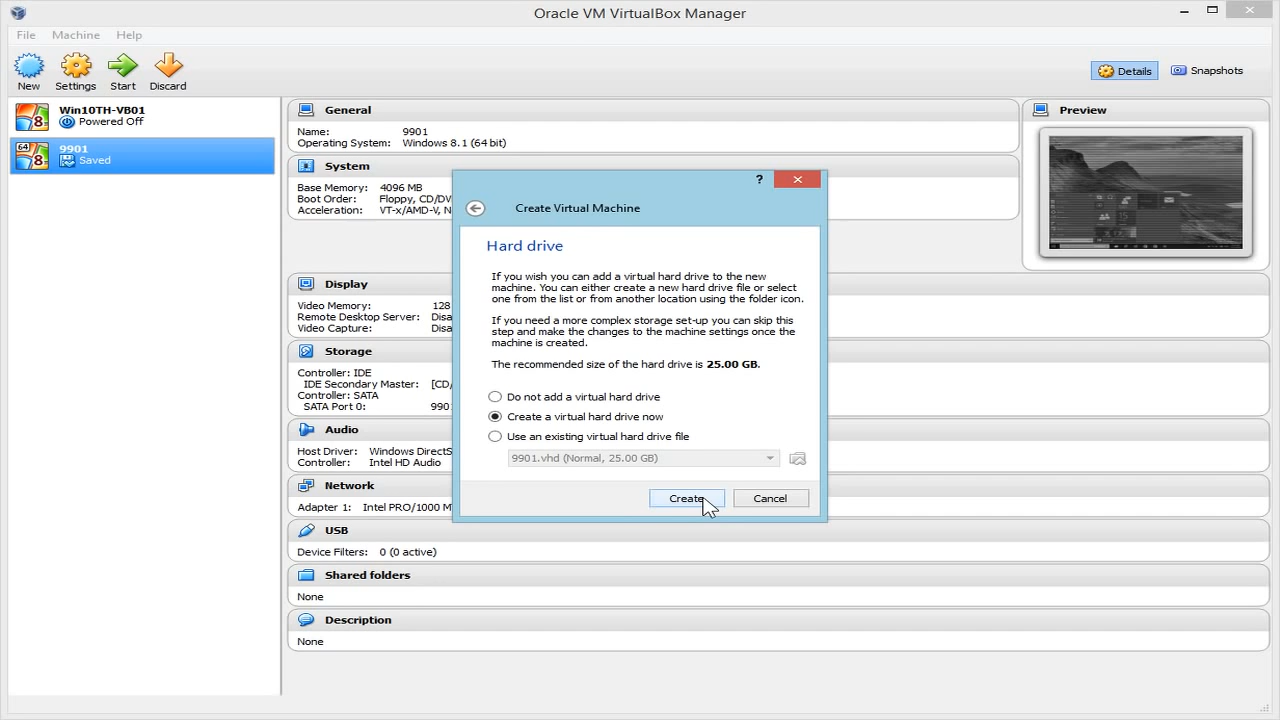 Oracle VM VirtualBox Manager
File Machine Help
New Settings Start Discard
Details Snapshots
Win10TH-VB01
Powered Off
64
9901
Saved
General
Name: 9901
Operating System: Windows 8.1 (64 bit)
System
Base Memory: 4096 MB
Boot Order: Floppy, CD/DV
Acceleration: VT-x/AMD-V, N
Display
Video Memory: 128
Remote Desktop Server: Disa
Video Capture: Disa
Storage
Controller: IDE
IDE Secondary Master: [CD/
Controller: SATA
SATA Port 0: 990
Audio
Host Driver: Windows DirectS
Controller: Intel HD Audio
Network
Adapter 1: Intel PRO/1000 M
USB
Device Filters: 0 (0 active)
Shared folders
None
Description
None
Preview
?
Create Virtual Machine
Hard drive
If you wish you can add a virtual hard drive to the new
machine. You can either create a new hard drive file or select
one from the list or from another location using the folder icon.
If you need a more complex storage set-up you can skip this
step and make the changes to the machine settings once the
machine is created.
The recommended size of the hard drive is 25.00 GB.
Do not add a virtual hard drive
Create a virtual hard drive now
Use an existing virtual hard drive file
9901.vhd (Normal, 25.00 GB)
Create Cancel